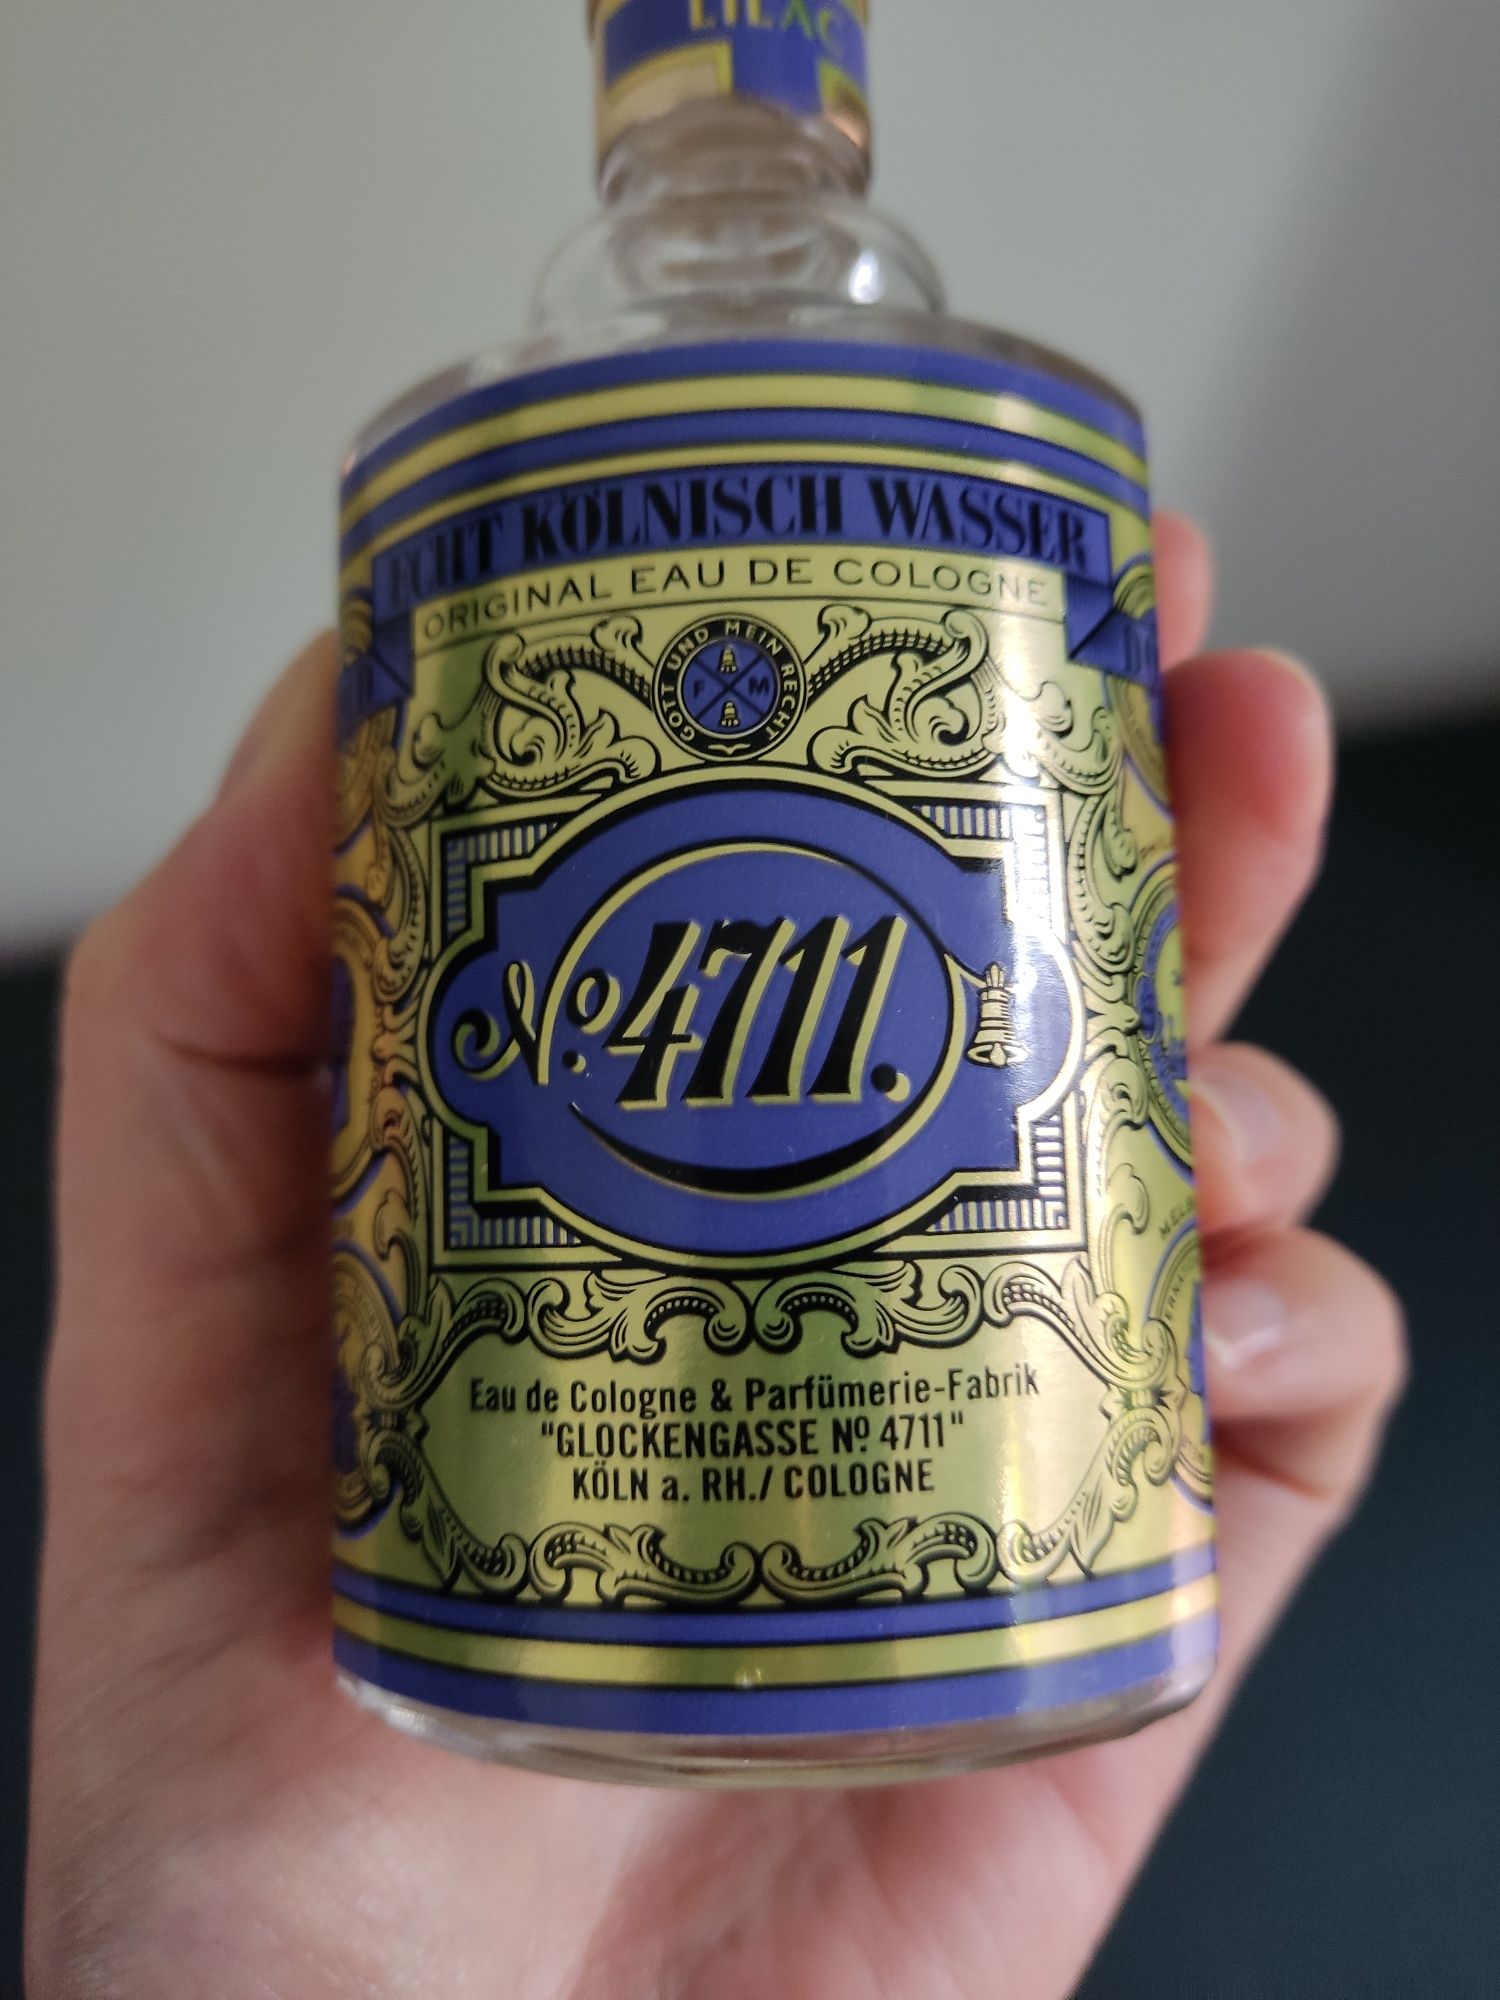 LILAC
ECHT KÖLNISCH WASSER
ORIGINAL EAU DE COLOGNE
GOTT UND MEIN RECHT
F M
No. 4711.
Eau de Cologne & Parfümerie-Fabrik
"GLOCKENGASSE Nº 4711"
KÖLN a. RH./ COLOGNE